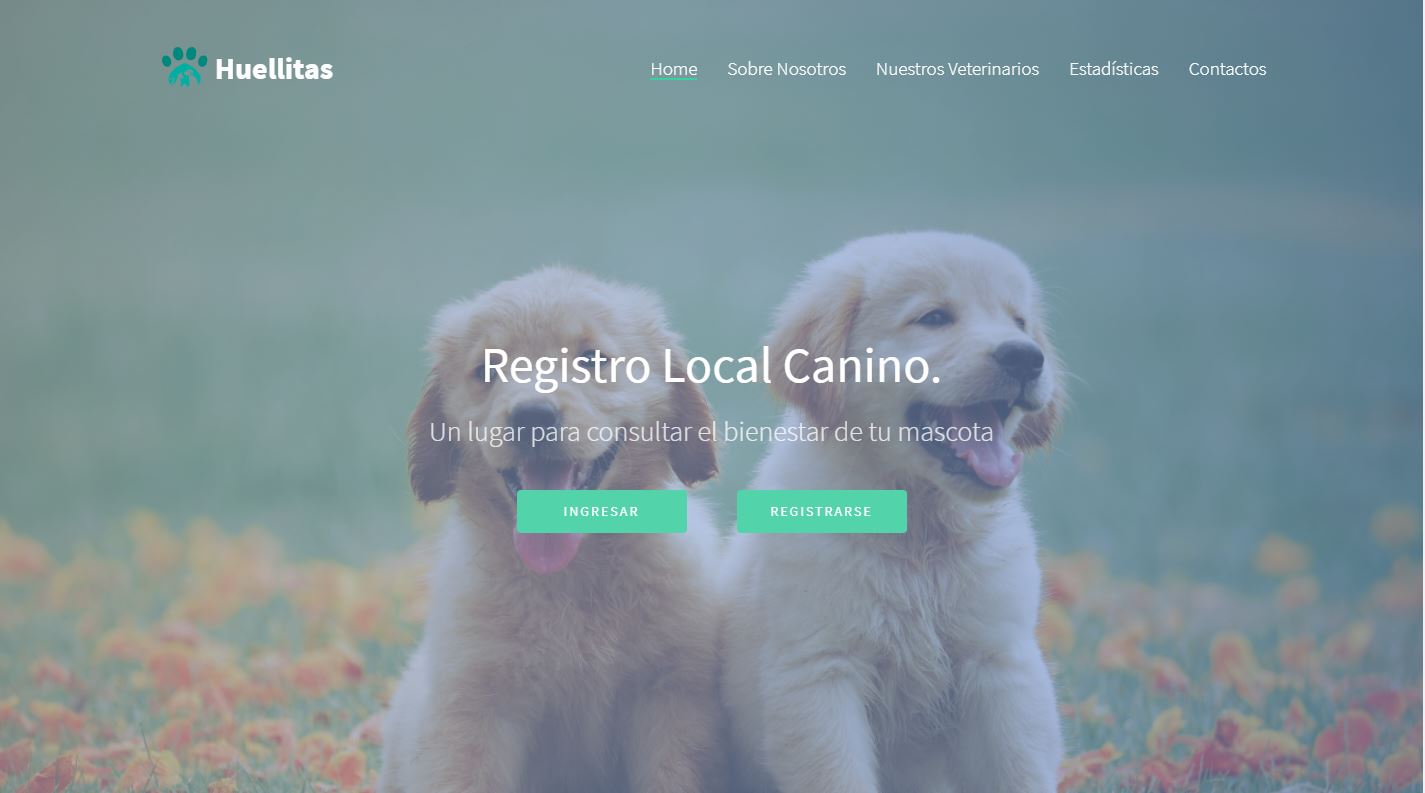 Huellitas
Home Sobre Nosotros Nuestros Veterinarios Estadísticas Contactos
Registro Local Canino.
Un lugar para consultar el bienestar de tu mascota
INGRESAR REGISTRARSE